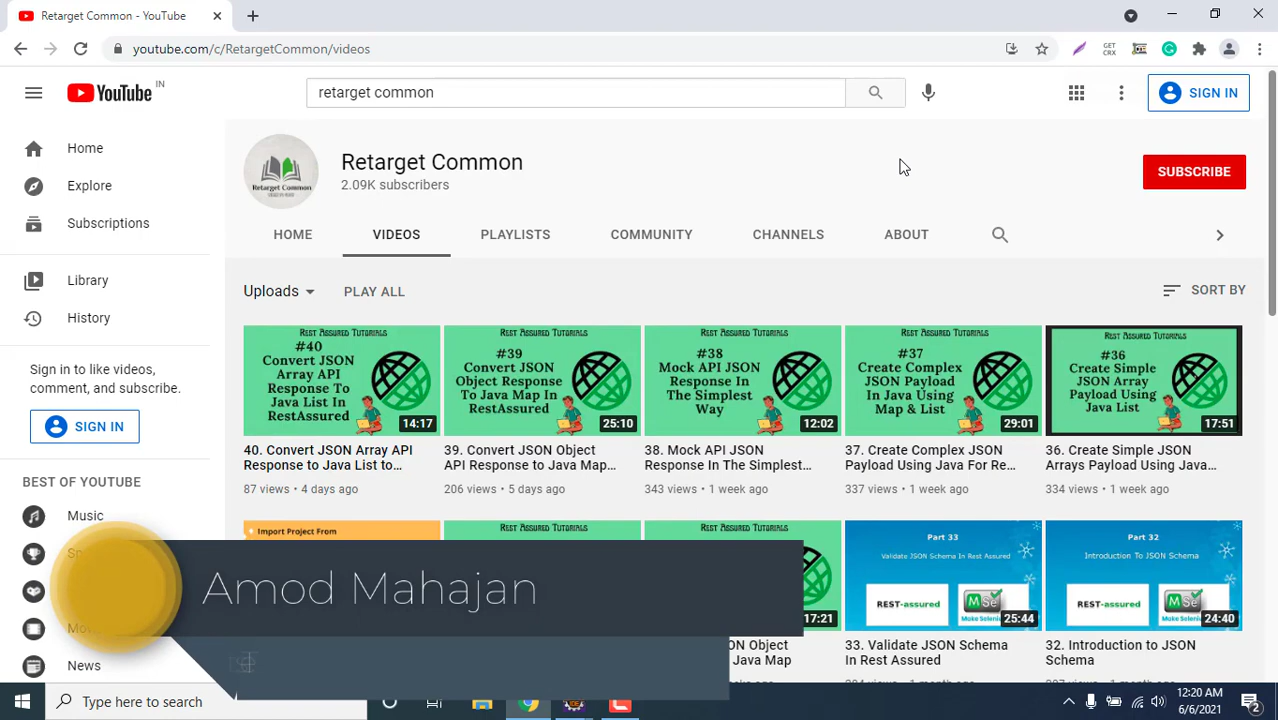 Retarget Common - YouTube
youtube.com/c/RetargetCommon/videos
GET
CRX
YouTube IN
retarget common
SIGN IN
Home
Explore
Subscriptions
Library
History
Sign in to like videos,
comment, and subscribe.
SIGN IN
BEST OF YOUTUBE
Music
News
Retarget Common
Retarget Common
2.09K subscribers
SUBSCRIBE
HOME VIDEOS PLAYLISTS COMMUNITY CHANNELS ABOUT
Uploads PLAY ALL SORT BY
Rest Assured Tutorials
#40
Convert JSON
Array API
Response To
Java List In
RestAssured
14:17
40. Convert JSON Array API
Response to Java List to...
87 views • 4 days ago
Rest Assured Tutorials
#39
Convert JSON
Object Response
To Java Map In
RestAssured
25:10
39. Convert JSON Object
API Response to Java Map...
206 views • 5 days ago
Rest Assured Tutorials
#38
Mock API JSON
Response In
The Simplest
Way
12:02
38. Mock API JSON
Response In The Simplest...
343 views • 1 week ago
Rest Assured Tutorials
#37
Create Complex
JSON Payload
In Java Using
Map & List
29:01
37. Create Complex JSON
Payload Using Java For Re...
337 views • 1 week ago
Rest Assured Tutorials
#36
Create Simple
JSON Array
Payload Using
Java List
17:51
36. Create Simple JSON
Arrays Payload Using Java...
334 views • 1 week ago
Import Project From
Rest Assured Tutorials
Rest Assured Tutorials
17:21
JSON Object
Java Map
Part 33
Validate JSON Schema In Rest Assured
REST-assured
MSe
Make Selenium
25:44
33. Validate JSON Schema
In Rest Assured
Part 32
Introduction To JSON Schema
REST-assured
MSe
24:40
32. Introduction to JSON
Schema
Amod Mahajan
Type here to search
12:20 AM
6/6/2021
2